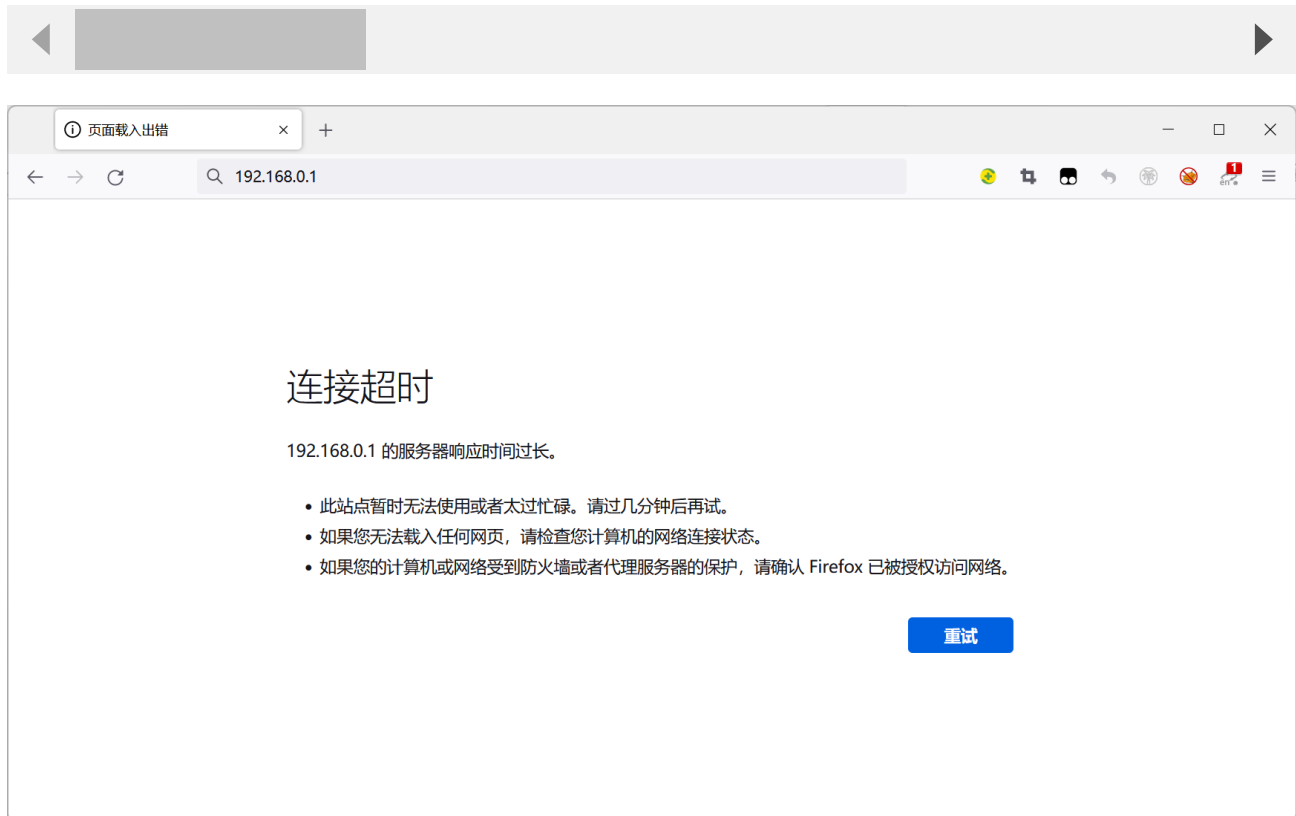 页面载入出错
192.168.0.1
1
en
连接超时
192.168.0.1 的服务器响应时间过长。
此站点暂时无法使用或者太过忙碌。请过几分钟后再试。
如果您无法载入任何网页，请检查您计算机的网络连接状态。
如果您的计算机或网络受到防火墙或者代理服务器的保护，请确认 Firefox 已被授权访问网络。
重试